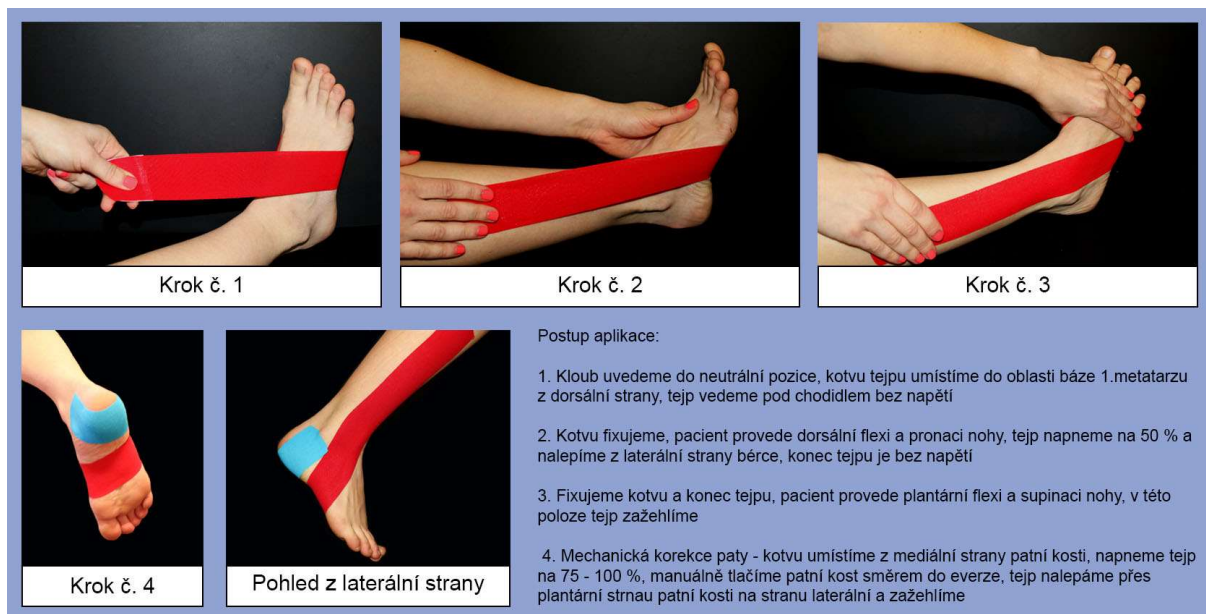 Krok č. 1
Krok č. 2
Krok č. 3
Krok č. 4
Pohled z laterální strany
Postup aplikace:
1. Kloub uvedeme do neutrální pozice, kotvu tejpu umístíme do oblasti báze 1.metatarzu
z dorsální strany, tejp vedeme pod chodidlem bez napětí
2. Kotvu fixujeme, pacient provede dorsální flexi a pronaci nohy, tejp napneme na 50 % a
nalepíme z laterální strany bérce, konec tejpu je bez napětí
3. Fixujeme kotvu a konec tejpu, pacient provede plantární flexi a supinaci nohy, v této
poloze tejp zažehlíme
4. Mechanická korekce paty - kotvu umístíme z mediální strany patní kosti, napneme tejp
na 75 - 100 %, manuálně tlačíme patní kost směrem do everze, tejp nalepáme přes
plantární strnau patní kosti na stranu laterální a zažehlíme